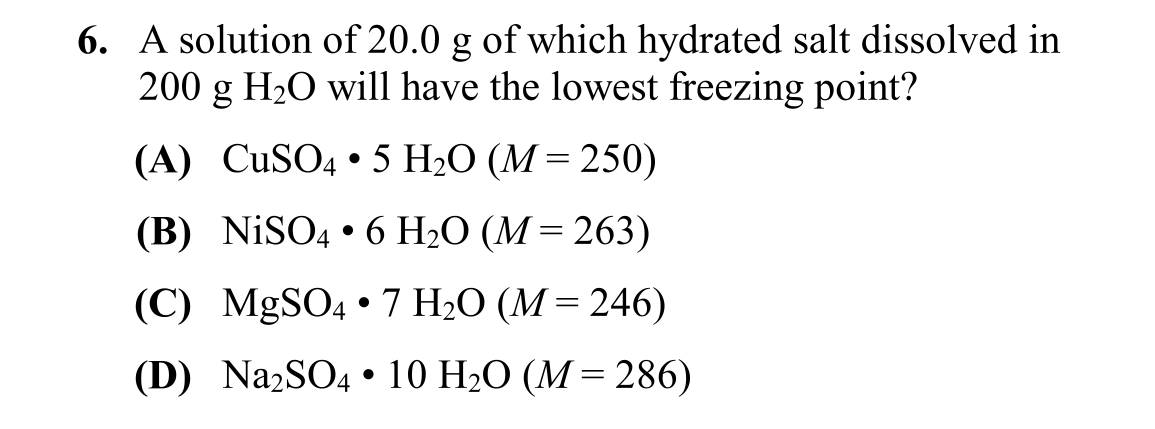 6. A solution of 20.0 g of which hydrated salt dissolved in
200 g H₂O will have the lowest freezing point?
(A) CuSO₄ • 5 H₂O (M = 250)
(B) NiSO₄ • 6 H₂O (M = 263)
(C) MgSO₄ • 7 H₂O (M = 246)
(D) Na₂SO₄ • 10 H₂O (M = 286)